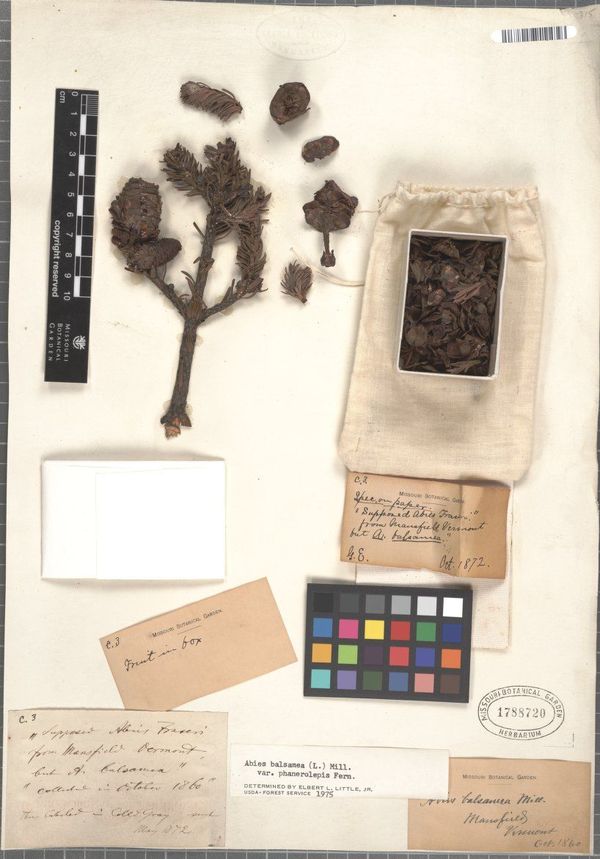 cm
0 1 2 3 4 5 6 7 8 9 10
copyright reserved
MISSOURI
BOTANICAL
GARDEN
C. 3
MISSOURI BOTANICAL GARDEN
Spec. on paper.
"Supposed Abies Fraseri"
from Mansfield Vermont
but A. balsamea."
G.E. Oct. 1872.
C. 3
MISSOURI BOTANICAL GARDEN.
Fruit in box
C. 3
"Supposed Abies Fraseri
from Mansfield Vermont,
but A. balsamea"
"collected in October 1860"
in Coll. Gray
May 1872
MISSOURI BOTANICAL GARDEN
1788720
HERBARIUM
Abies balsamea (L.) Mill.
var. phanerolepis Fern.
DETERMINED BY ELBERT L. LITTLE, JR.
USDA-FOREST SERVICE 1975
MISSOURI BOTANICAL GARDEN.
Abies balsamea Mill.
Mansfield
Vermont
Oct. 1860